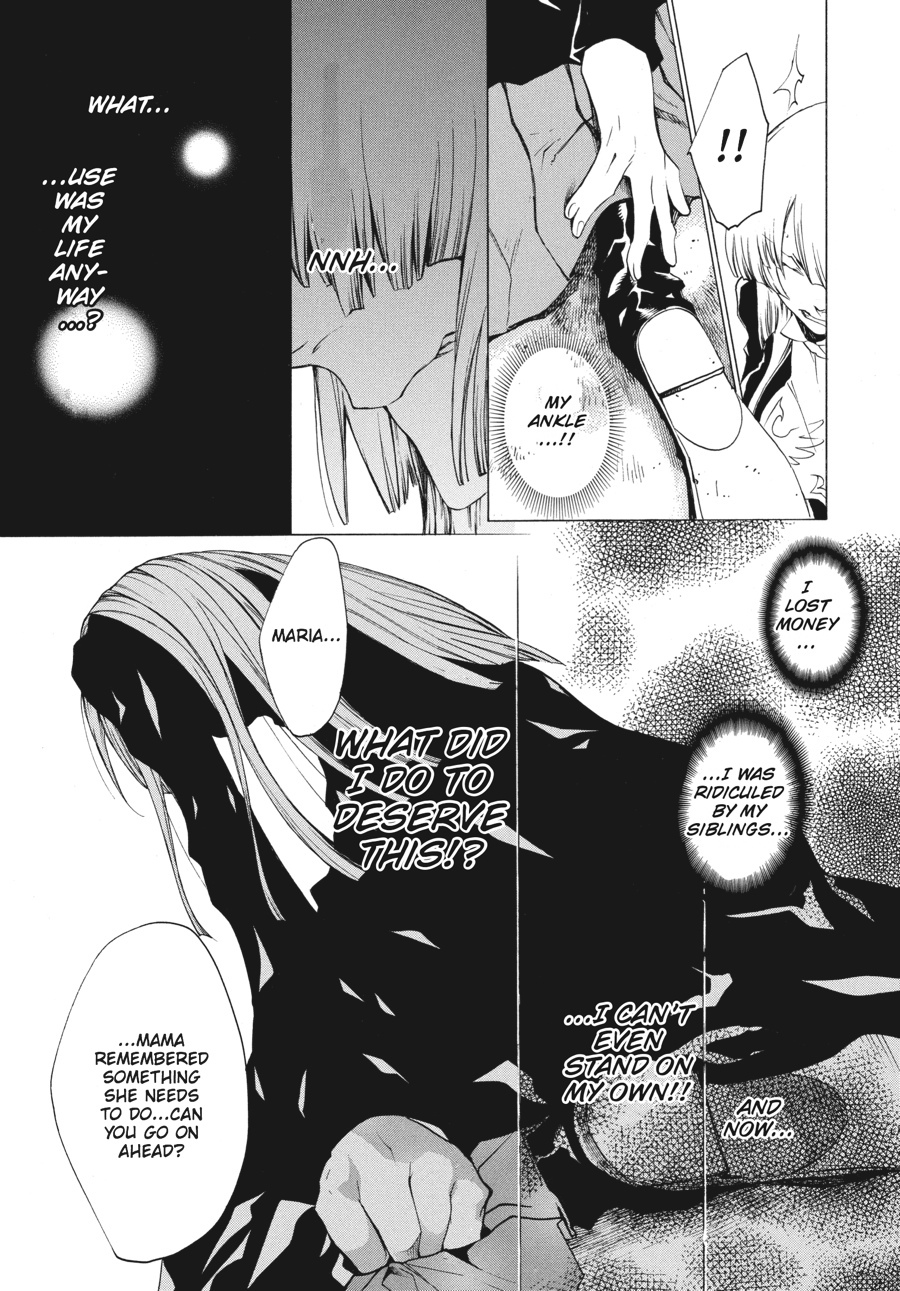 !!
MY
ANKLE
...!!
NNH...
WHAT...
...USE
WAS
MY
LIFE
ANY-
WAY
...?
I
LOST
MONEY
...
...I WAS
RIDICULED
BY MY
SIBLINGS...
AND
NOW...
...I CAN'T
EVEN
STAND ON
MY OWN!!
WHAT DID
I DO TO
DESERVE
THIS!?
MARIA...
...MAMA
REMEMBERED
SOMETHING
SHE NEEDS
TO DO...CAN
YOU GO ON
AHEAD?